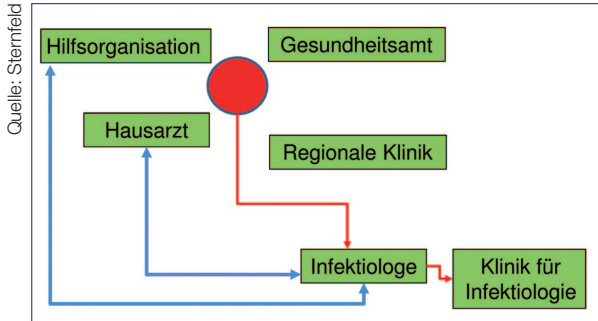 Quelle: Sternfeld
Hilfsorganisation
Gesundheitsamt
Hausarzt
Regionale Klinik
Infektiologe
Klinik für
Infektiologie